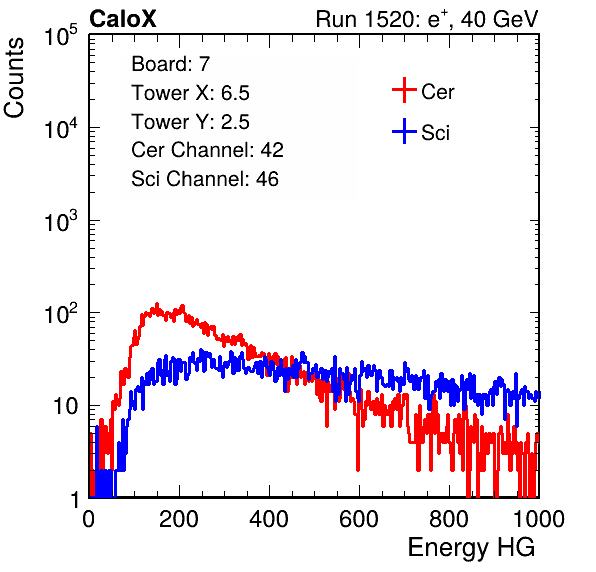 CaloX Run 1520: e⁺, 40 GeV
Counts
10⁵
10⁴
10³
10²
10
1
Board: 7
Tower X: 6.5
Tower Y: 2.5
Cer Channel: 42
Sci Channel: 46
Cer
Sci
0 200 400 600 800 1000
Energy HG